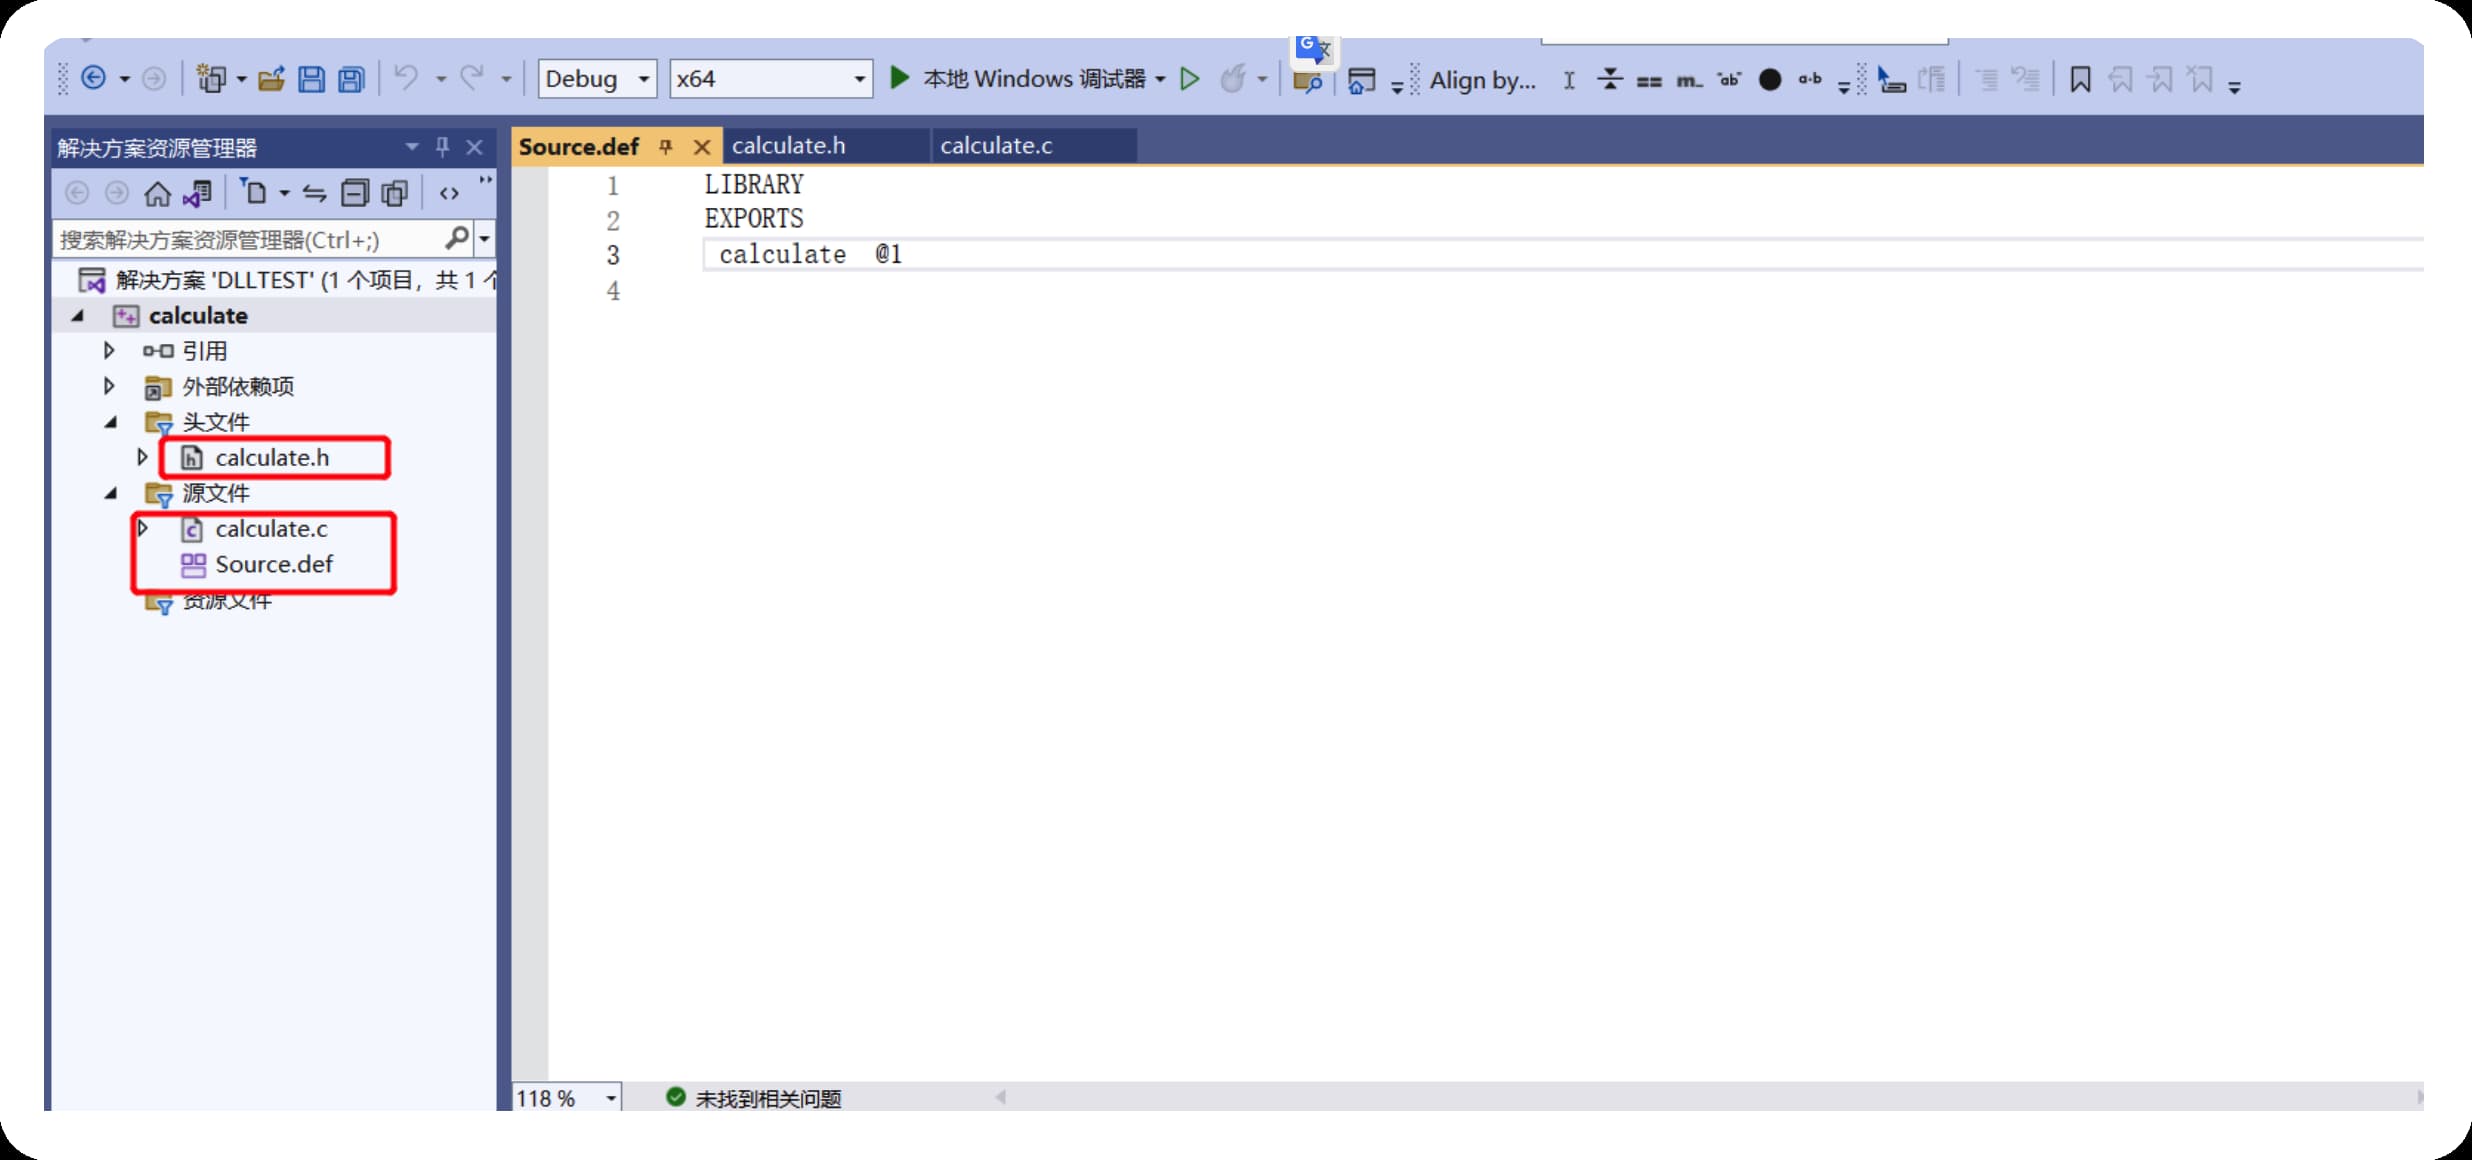 Debug x64 本地 Windows 调试器 Align by...
解决方案资源管理器
Source.def calculate.h calculate.c
搜索解决方案资源管理器(Ctrl+;)
解决方案 'DLLTEST' (1 个项目，共 1 个
calculate
引用
外部依赖项
头文件
calculate.h
源文件
calculate.c
Source.def
资源文件
1 LIBRARY
2 EXPORTS
3 calculate @1
4
118 % 未找到相关问题